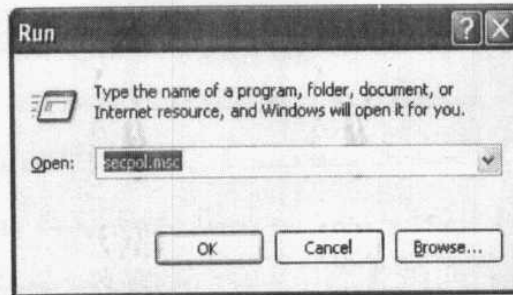 Run
Type the name of a program, folder, document, or
Internet resource, and Windows will open it for you.
Open: secpol.msc
OK Cancel Browse...